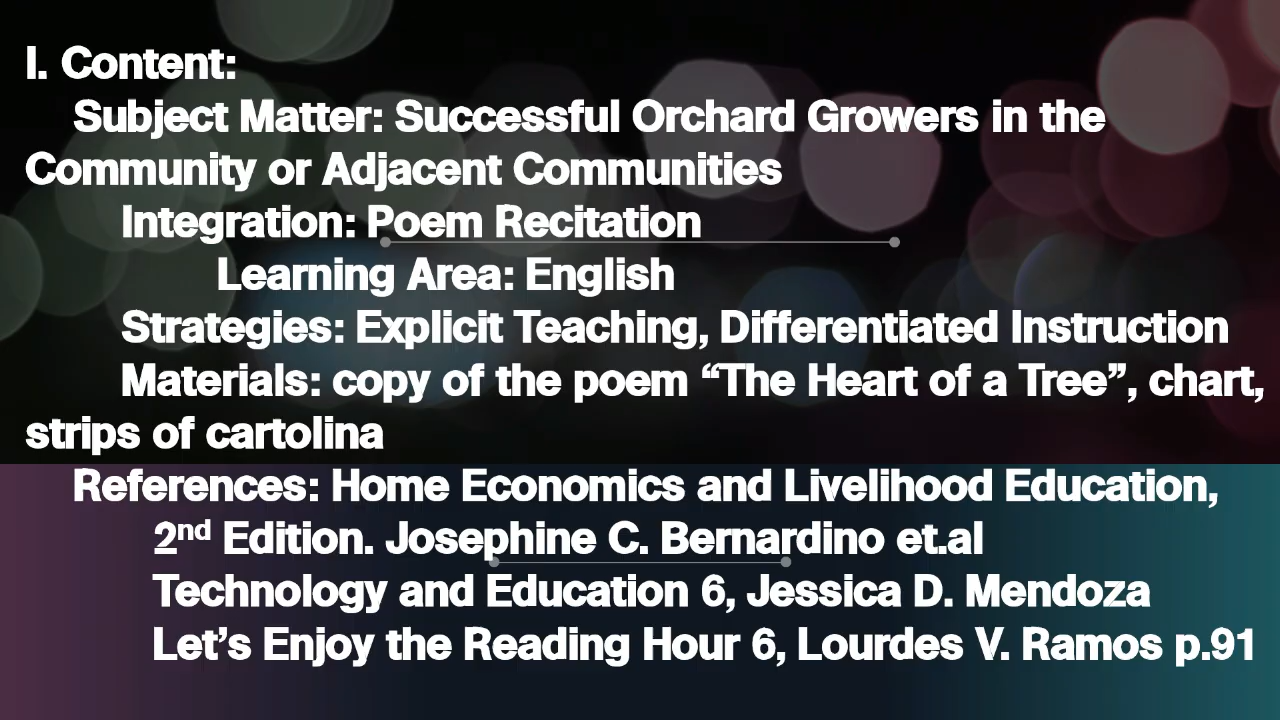 I. Content:
Subject Matter: Successful Orchard Growers in the
Community or Adjacent Communities
Integration: Poem Recitation
Learning Area: English
Strategies: Explicit Teaching, Differentiated Instruction
Materials: copy of the poem “The Heart of a Tree”, chart,
strips of cartolina
References: Home Economics and Livelihood Education,
2nd Edition. Josephine C. Bernardino et.al
Technology and Education 6, Jessica D. Mendoza
Let’s Enjoy the Reading Hour 6, Lourdes V. Ramos p.91